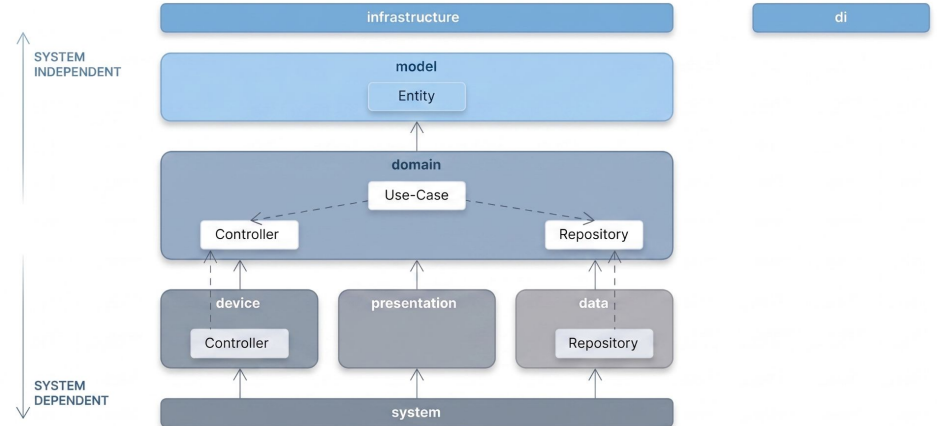 infrastructure
di
SYSTEM
INDEPENDENT
model
Entity
domain
Use-Case
Controller
Repository
device
presentation
data
Controller
Repository
SYSTEM
DEPENDENT
system